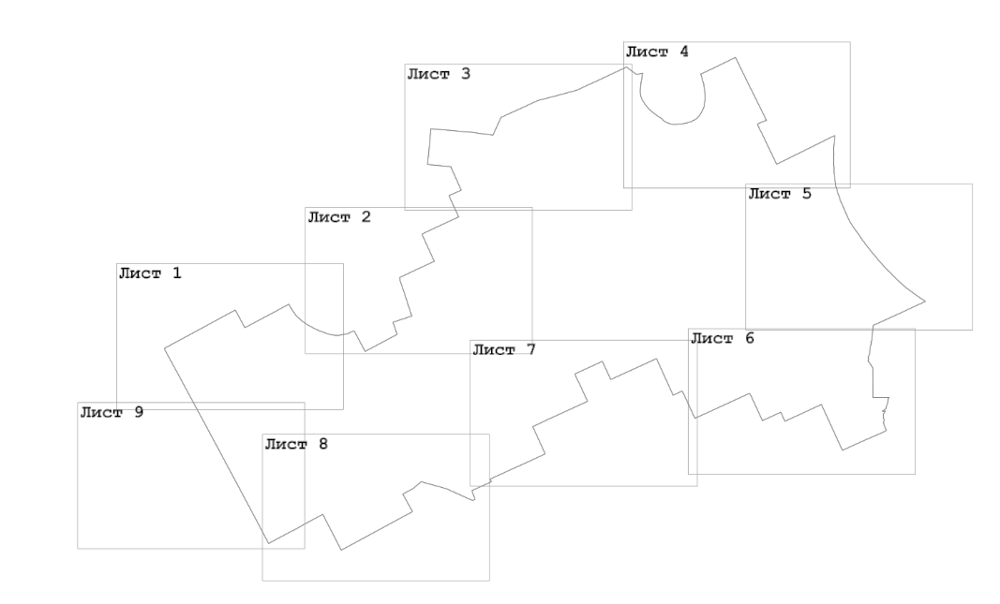 Лист 4
Лист 3
Лист 5
Лист 2
Лист 1
Лист 6
Лист 7
Лист 9
Лист 8